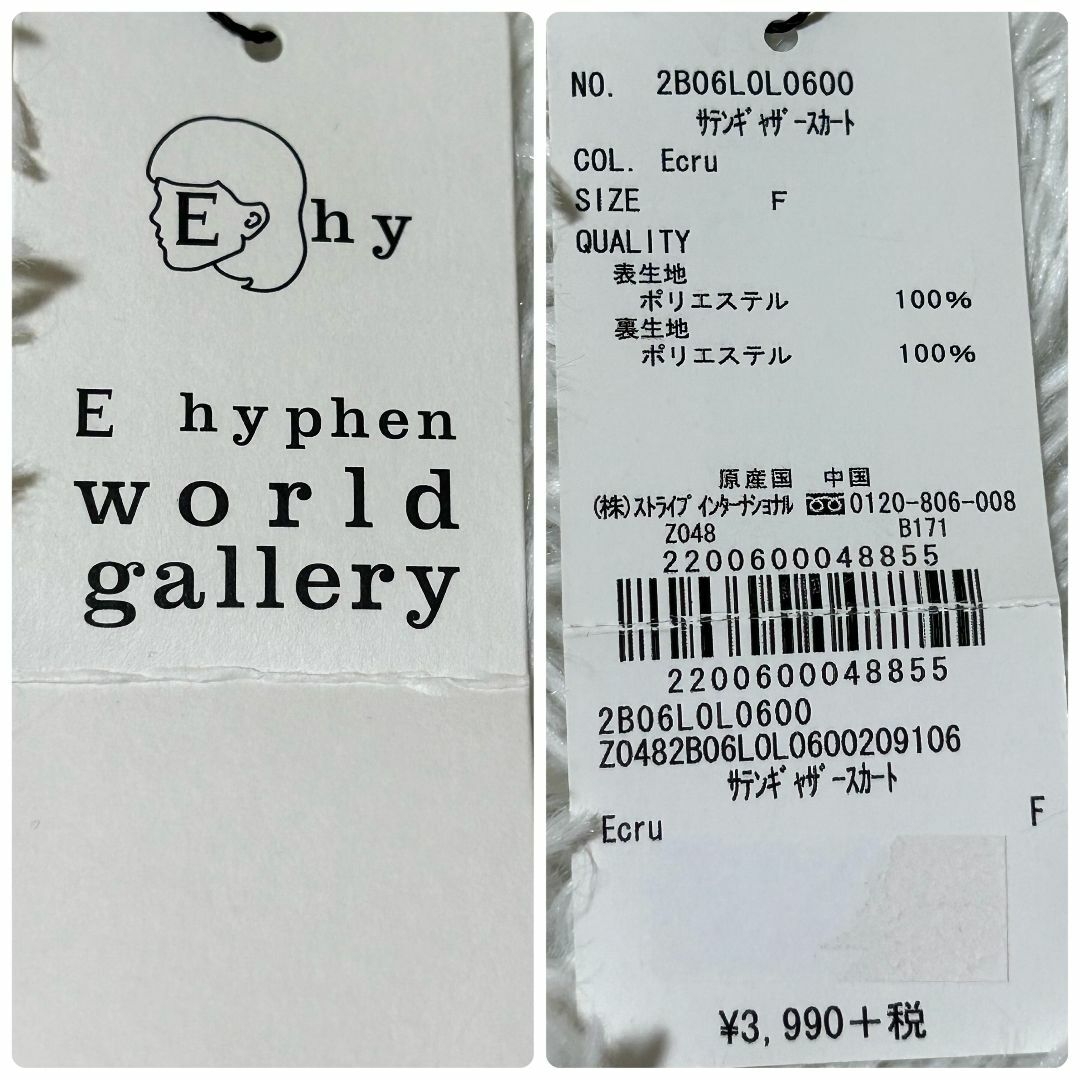 E hy
E hyphen
world
gallery
NO. 2B06L0L0600
ｻﾃﾝｷﾞｬｻﾞｰｽｶｰﾄ
COL. Ecru
SIZE F
QUALITY
表生地
ポリエステル 100%
裏生地
ポリエステル 100%
原産国 中国
(株)ｽﾄﾗｲﾌﾟ ｲﾝﾀｰﾅｼｮﾅﾙ 0120-806-008
Z048 B171
2200600048855
2200600048855
2B06L0L0600
Z0482B06L0L0600209106
ｻﾃﾝｷﾞｬｻﾞｰｽｶｰﾄ
Ecru F
¥3,990+税